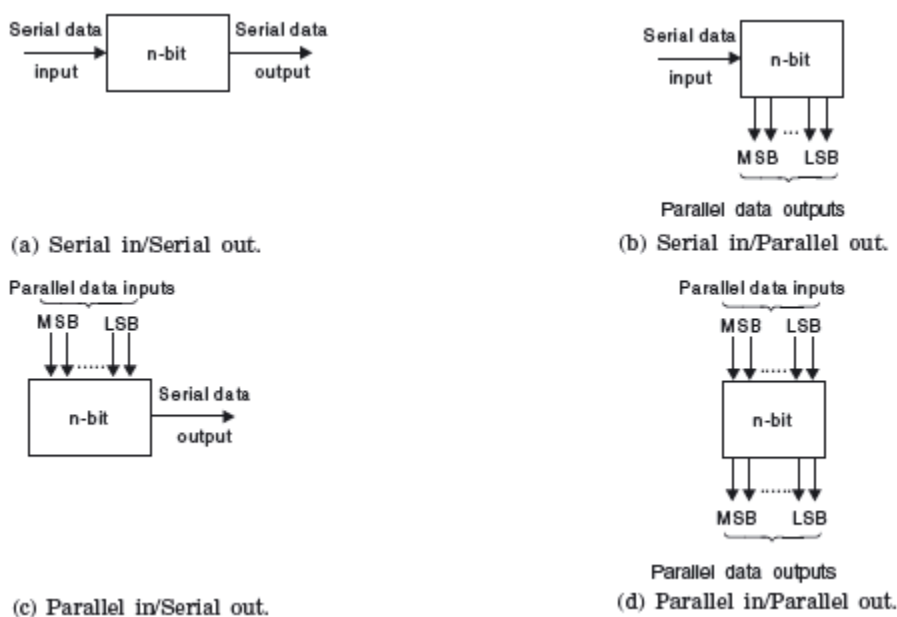 Serial data
input
n-bit
Serial data
output
(a) Serial in/Serial out.
Serial data
input
n-bit
MSB ... LSB
Parallel data outputs
(b) Serial in/Parallel out.
Parallel data inputs
MSB LSB
......
n-bit
Serial data
output
(c) Parallel in/Serial out.
Parallel data inputs
MSB LSB
......
n-bit
......
MSB LSB
Parallel data outputs
(d) Parallel in/Parallel out.